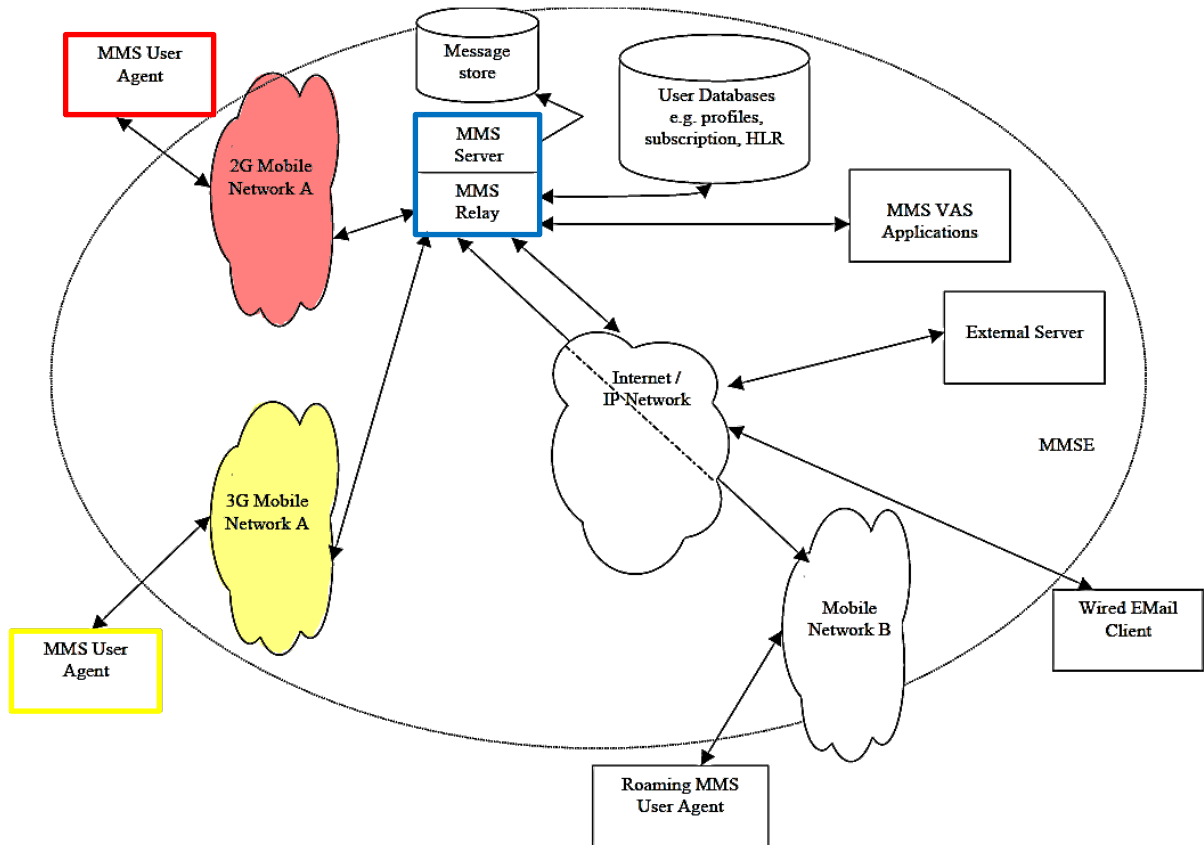 MMS User
Agent
Message
store
User Databases
e.g. profiles,
subscription, HLR
MMS
Server
MMS
Relay
2G Mobile
Network A
MMS VAS
Applications
External Server
Internet /
IP Network
MMSE
3G Mobile
Network A
Mobile
Network B
Wired EMail
Client
MMS User
Agent
Roaming MMS
User Agent